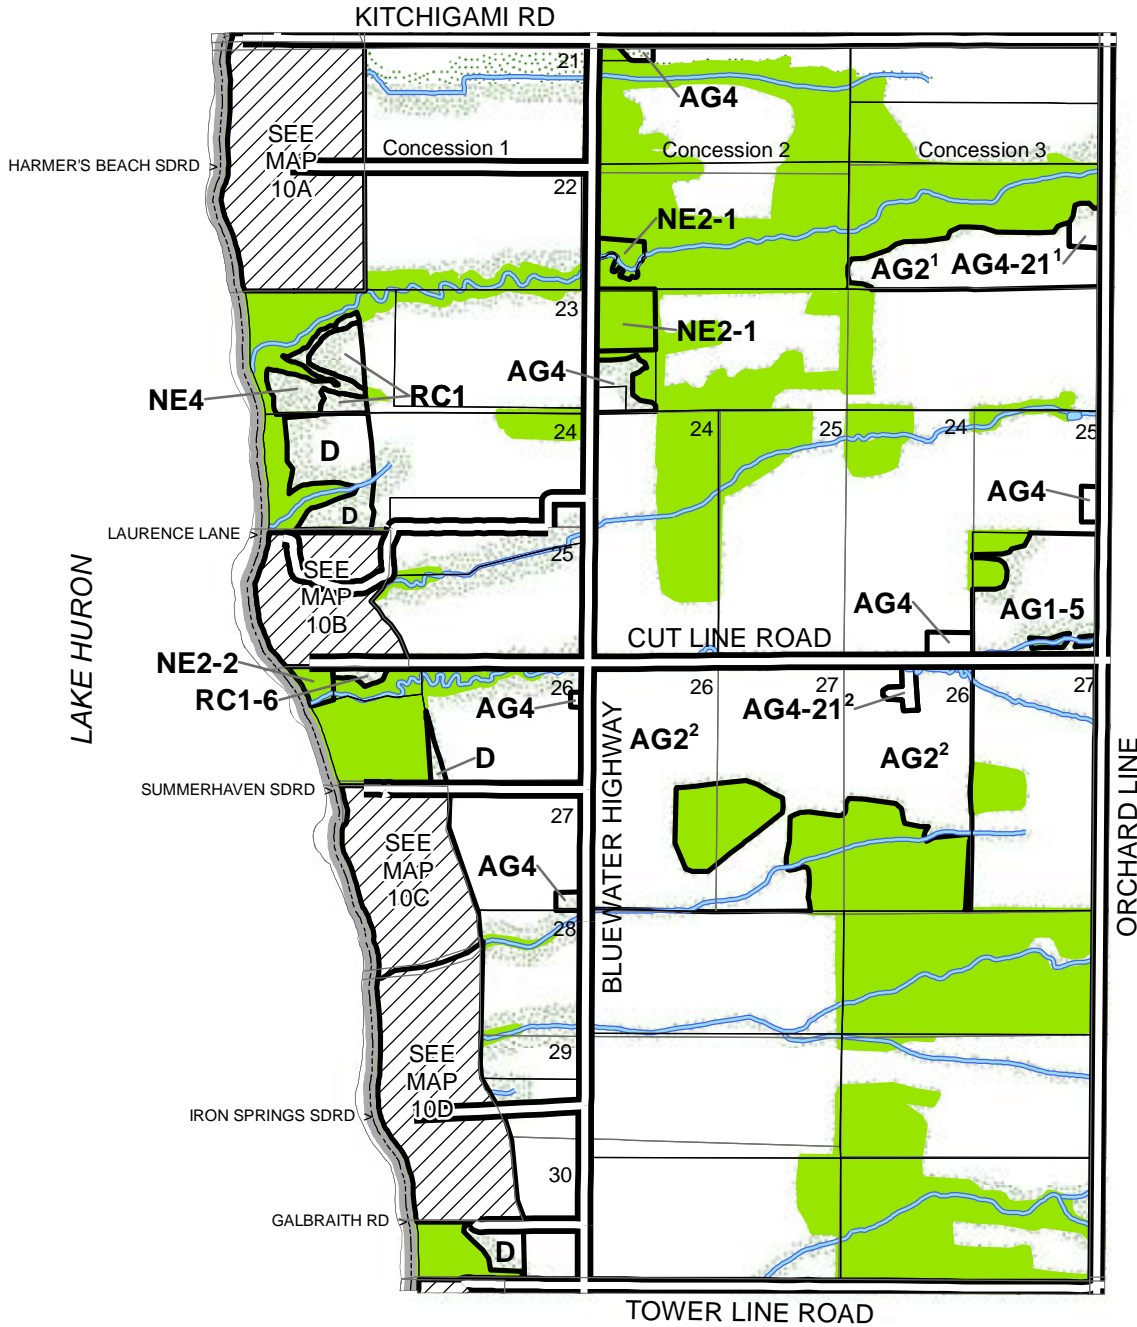 KITCHIGAMI RD
21
AG4
SEE
MAP
10A
Concession 1
Concession 2
Concession 3
HARMER'S BEACH SDRD
22
NE2-1
AG2¹
AG4-21¹
23
NE2-1
AG4
NE4
RC1
24
24
25
24
25
D
AG4
D
LAURENCE LANE
25
SEE
MAP
10B
AG4
AG1-5
LAKE HURON
CUT LINE ROAD
NE2-2
RC1-6
26
AG4
26
27
26
27
AG4-21²
AG2²
AG2²
D
BLUEWATER HIGHWAY
ORCHARD LINE
SUMMERHAVEN SDRD
27
SEE
MAP
10C
AG4
28
29
SEE
MAP
10D
IRON SPRINGS SDRD
30
GALBRAITH RD
D
TOWER LINE ROAD